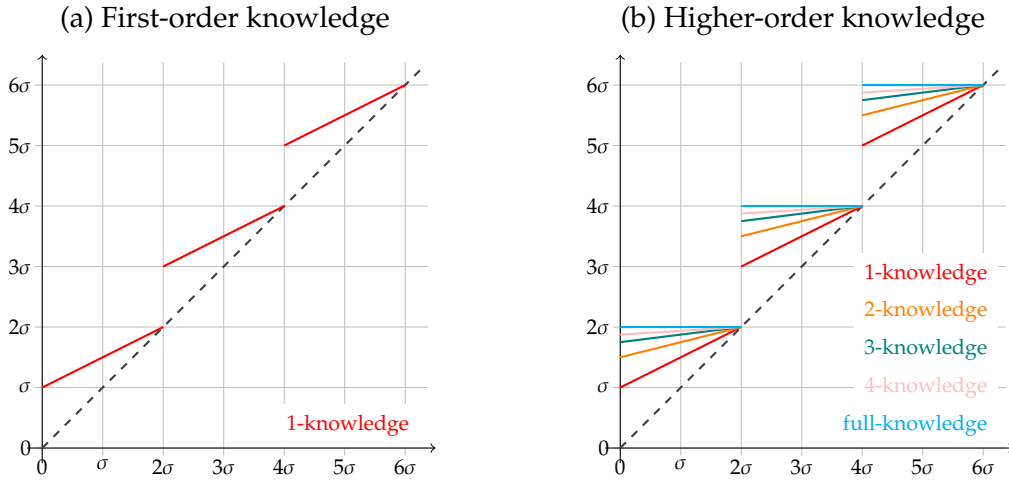 (a) First-order knowledge
6σ
5σ
4σ
3σ
2σ
σ
0
1-knowledge
0 σ 2σ 3σ 4σ 5σ 6σ
(b) Higher-order knowledge
6σ
5σ
4σ
3σ
2σ
σ
0
1-knowledge
2-knowledge
3-knowledge
4-knowledge
full-knowledge
0 σ 2σ 3σ 4σ 5σ 6σ